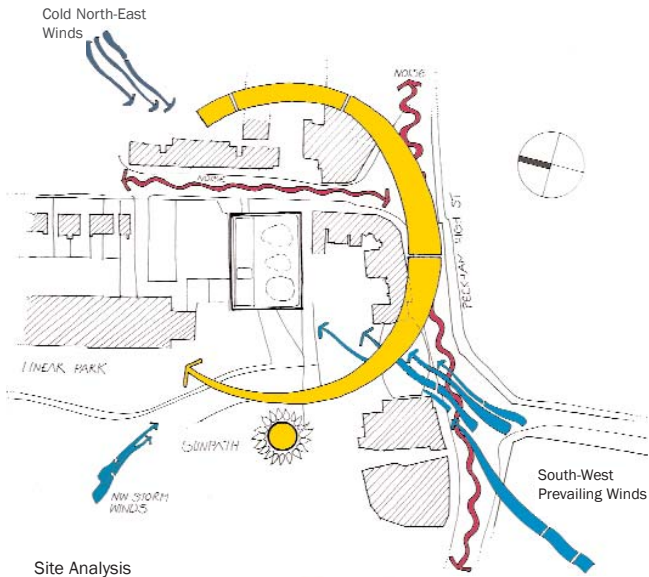 Cold North-East
Winds
NOISE
NOISE
PECKHAM HIGH ST
LINEAR PARK
SUNPATH
NW STORM
WINDS
South-West
Prevailing Winds
Site Analysis